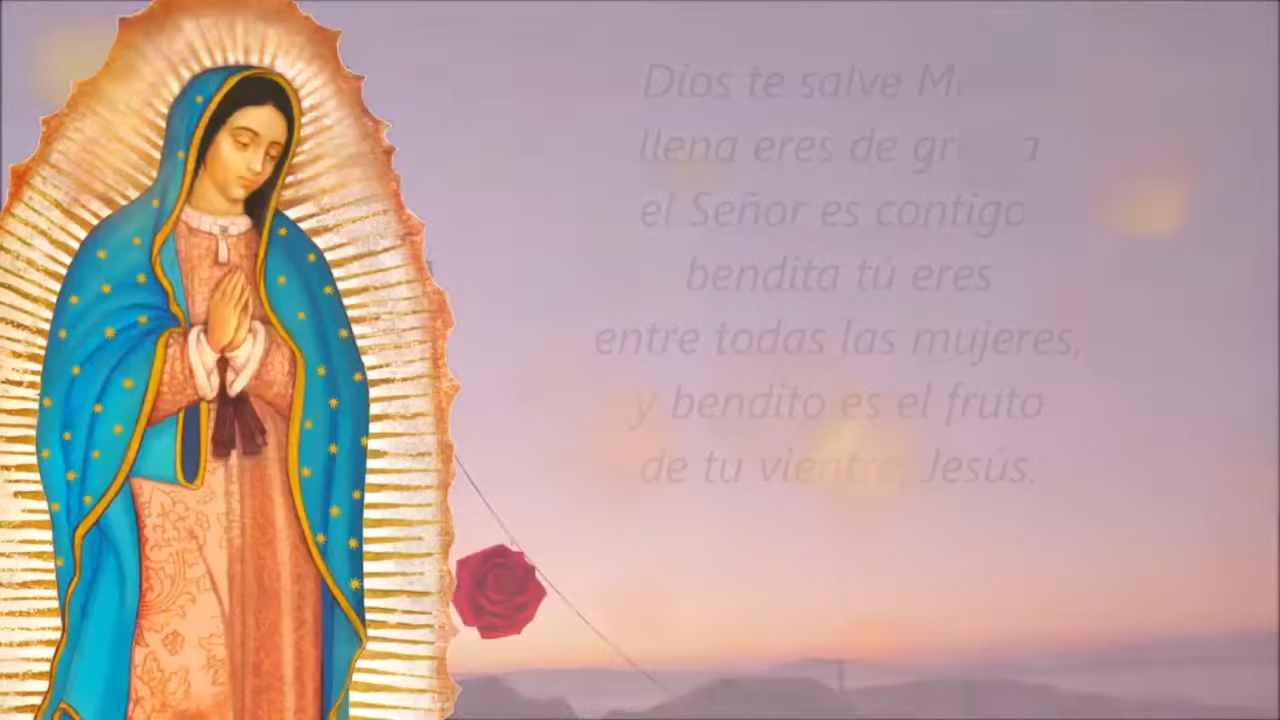 Dios te salve
llena eres de
el Señor es contigo
bendita tú eres
entre todas las mujeres,
y bendito es el fruto
de tu vientre, Jesús.